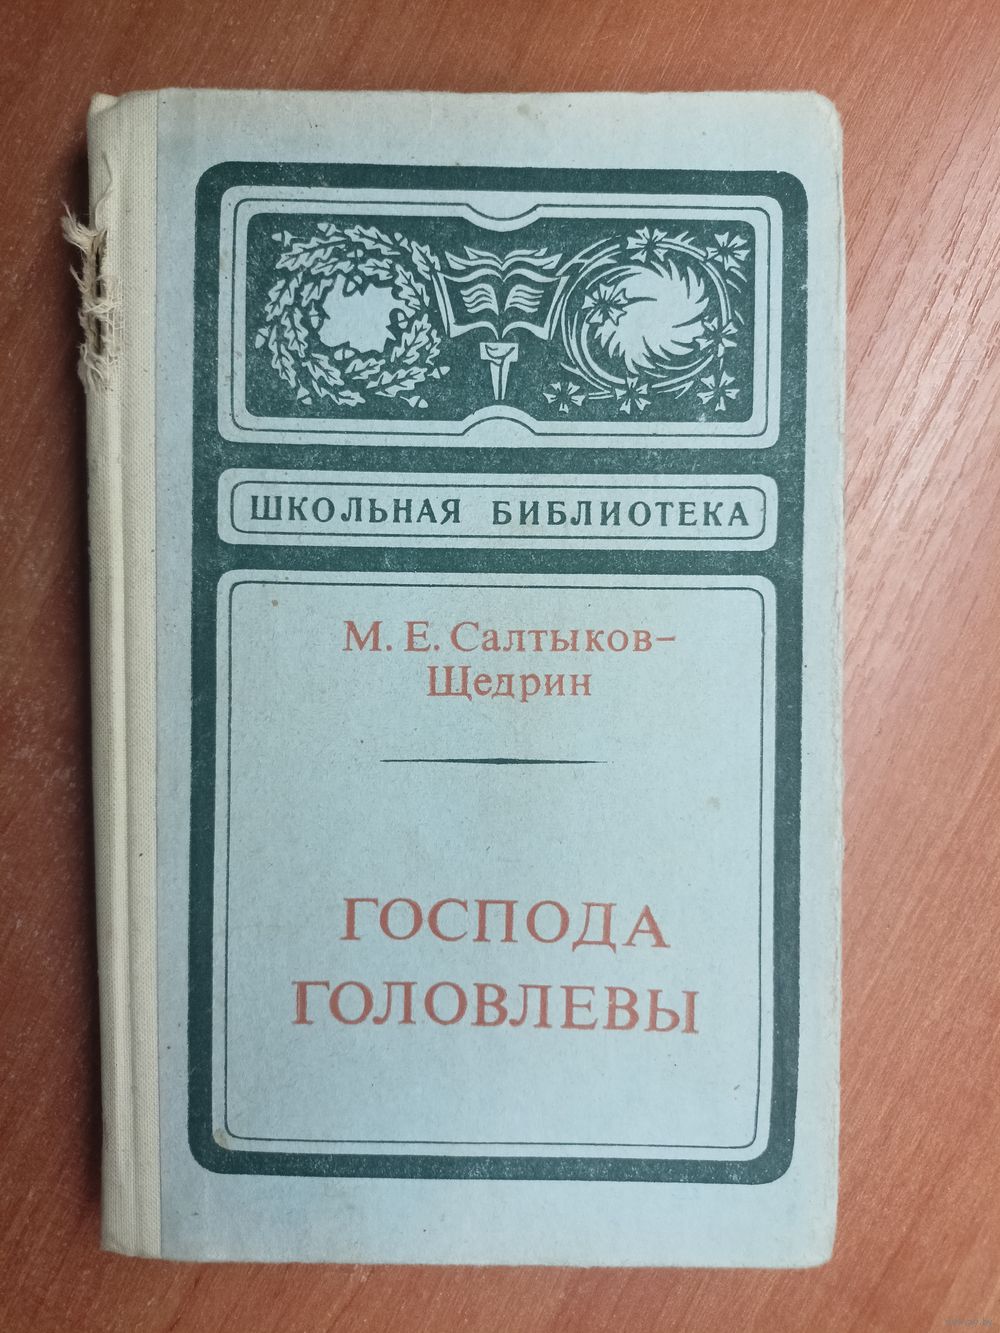 ШКОЛЬНАЯ БИБЛИОТЕКА
М. Е. Салтыков-
Щедрин
ГОСПОДА
ГОЛОВЛЕВЫ